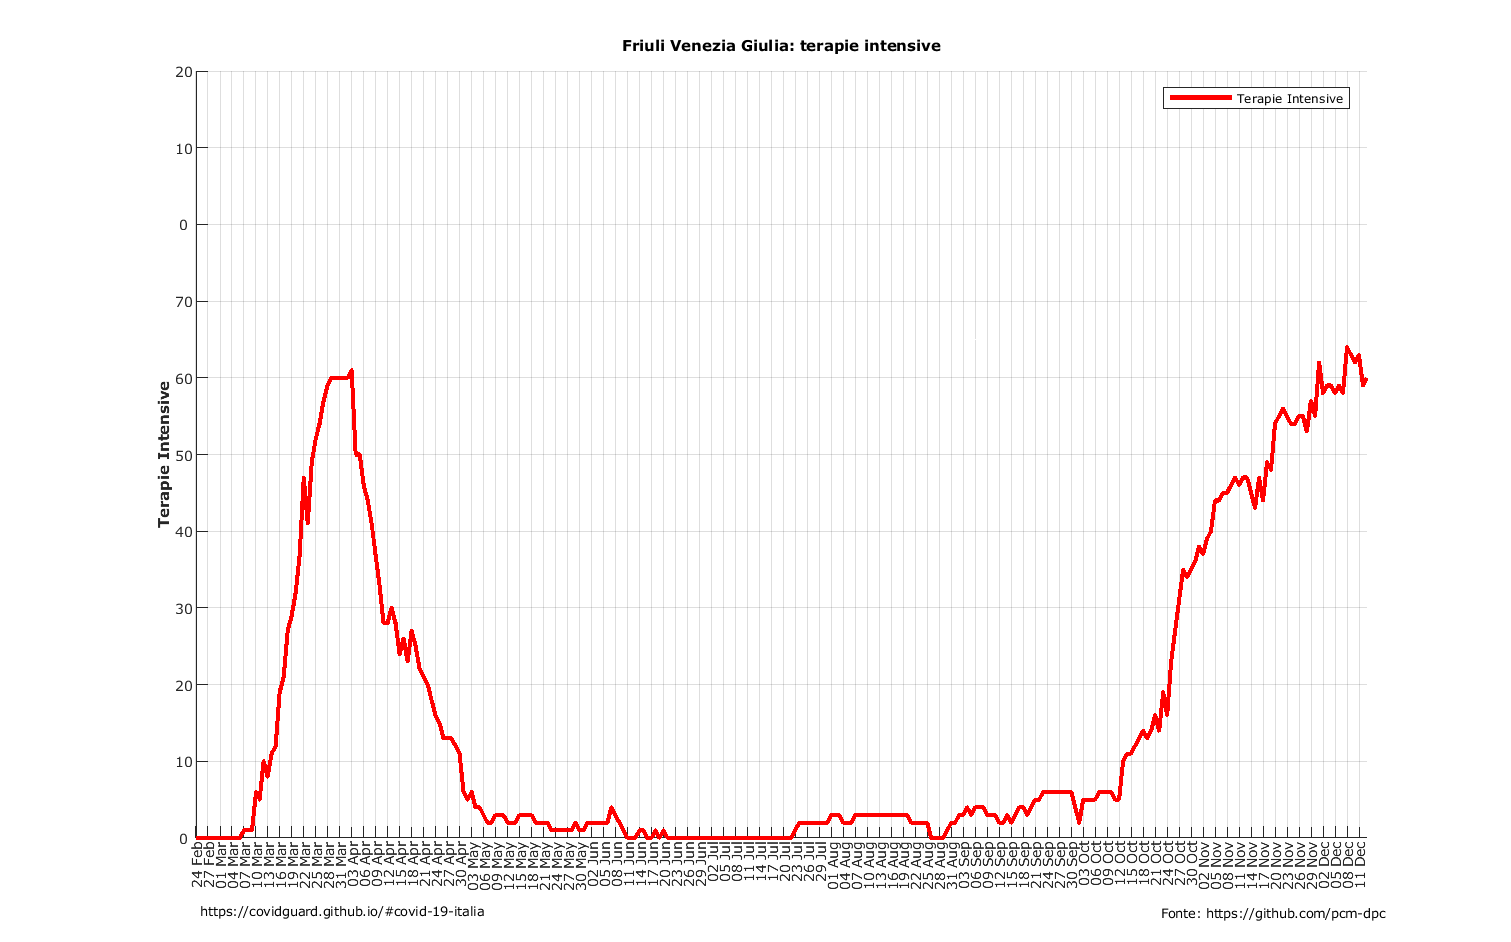 Friuli Venezia Giulia: terapie intensive
Terapie Intensive
20
10
0
70
60
50
40
30
20
10
0
Terapie Intensive
24 Feb
27 Feb
01 Mar
04 Mar
07 Mar
10 Mar
13 Mar
16 Mar
19 Mar
22 Mar
25 Mar
28 Mar
31 Mar
03 Apr
06 Apr
09 Apr
12 Apr
15 Apr
18 Apr
21 Apr
24 Apr
27 Apr
30 Apr
03 May
06 May
09 May
12 May
15 May
18 May
21 May
24 May
27 May
30 May
02 Jun
05 Jun
08 Jun
11 Jun
14 Jun
17 Jun
20 Jun
23 Jun
26 Jun
29 Jun
02 Jul
05 Jul
08 Jul
11 Jul
14 Jul
17 Jul
20 Jul
23 Jul
26 Jul
29 Jul
01 Aug
04 Aug
07 Aug
10 Aug
13 Aug
16 Aug
19 Aug
22 Aug
25 Aug
28 Aug
31 Aug
03 Sep
06 Sep
09 Sep
12 Sep
15 Sep
18 Sep
21 Sep
24 Sep
27 Sep
30 Sep
03 Oct
06 Oct
09 Oct
12 Oct
15 Oct
18 Oct
21 Oct
24 Oct
27 Oct
30 Oct
02 Nov
05 Nov
08 Nov
11 Nov
14 Nov
17 Nov
20 Nov
23 Nov
26 Nov
29 Nov
02 Dec
05 Dec
08 Dec
11 Dec
https://covidguard.github.io/#covid-19-italia
Fonte: https://github.com/pcm-dpc